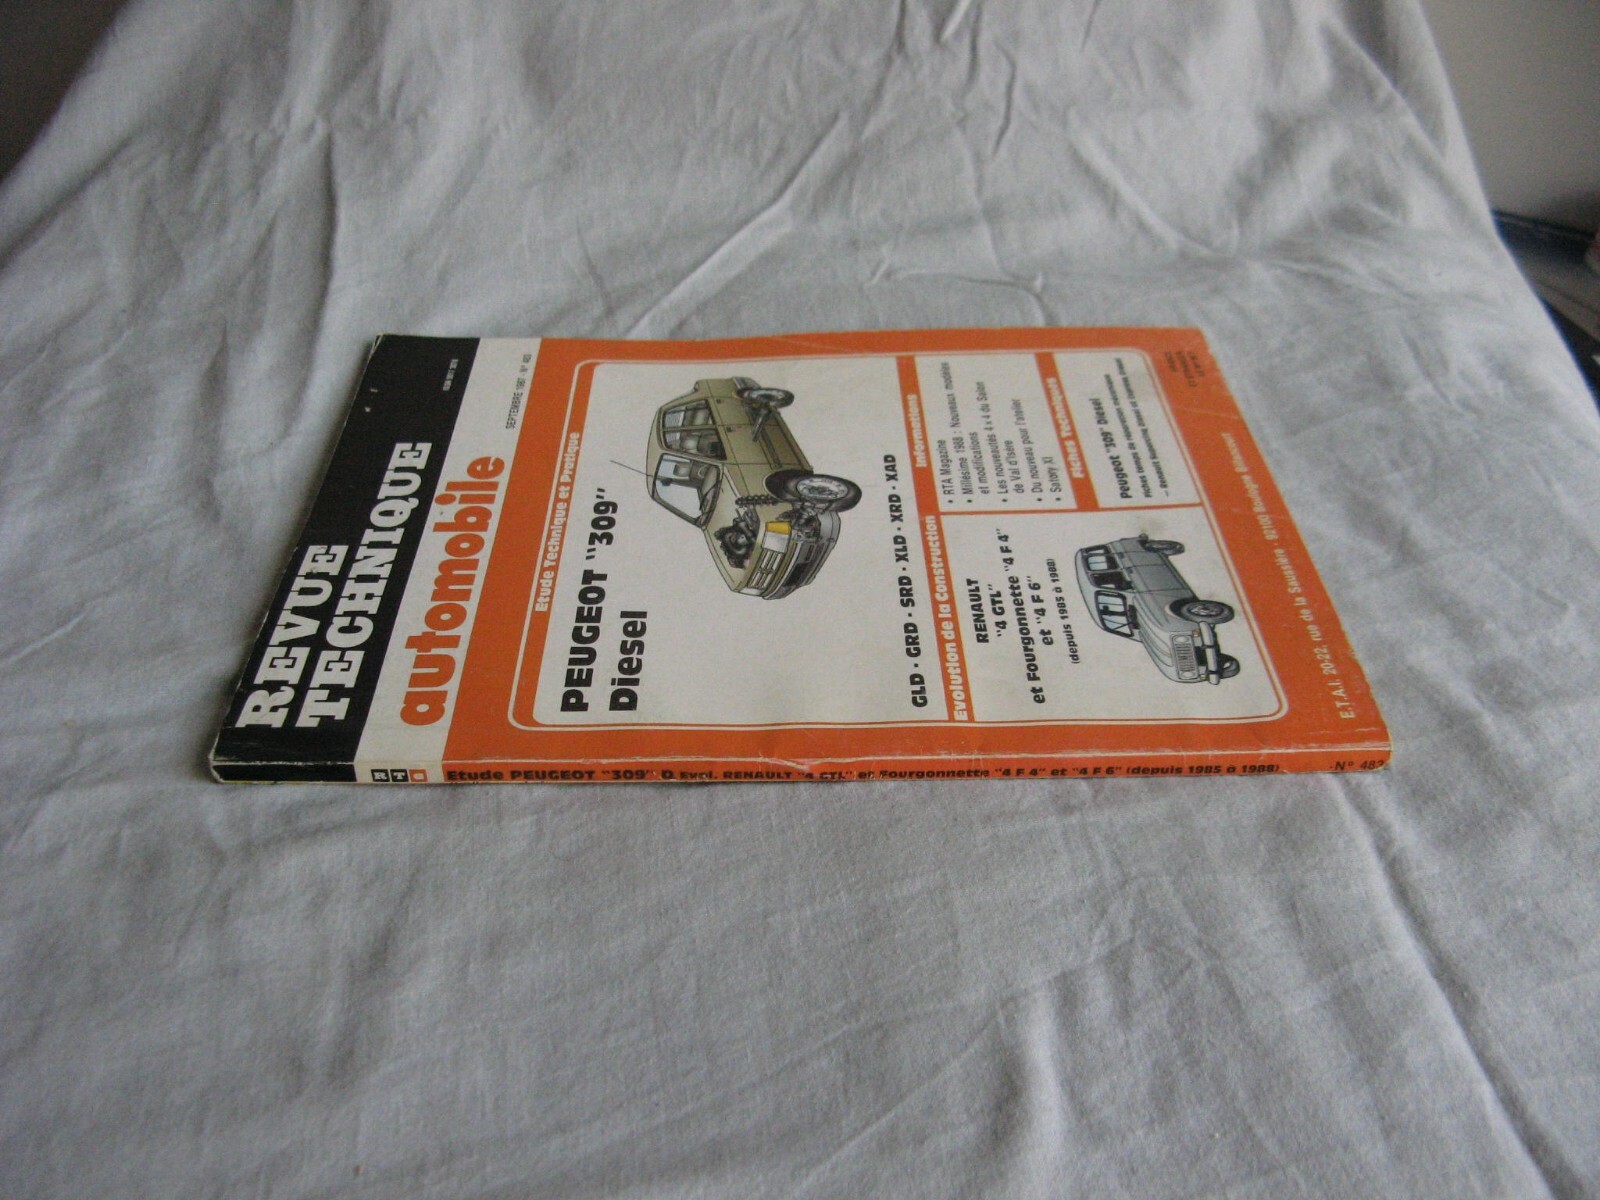 REVUE
TECHNIQUE
automobile
SEPTEMBRE 1987 - N° 483
Etude Technique et Pratique
PEUGEOT "309"
Diesel
GLD - GRD - SRD - XLD - XRD - XAD
Evolution de la Construction
RENAULT
"4 GTL"
et Fourgonnette "4 F 4"
et "4 F 6"
(depuis 1985 à 1988)
Informations
• RTA Magazine
• Millésime 1988 : Nouveaux modèles
et modifications
• Les nouveautés 4 x 4 du Salon
de Val d'Isère
• Du nouveau pour l'atelier
• Satory XI
Fiches Techniques
Peugeot "309" Diesel
E.T.A.I. 20-22, rue de la Saussière - 92100 Boulogne Billancourt
RTa
Etude PEUGEOT "309" D Evol. RENAULT "4 GTL" et Fourgonnette "4 F 4" et "4 F 6" (depuis 1985 à 1988)
N° 483